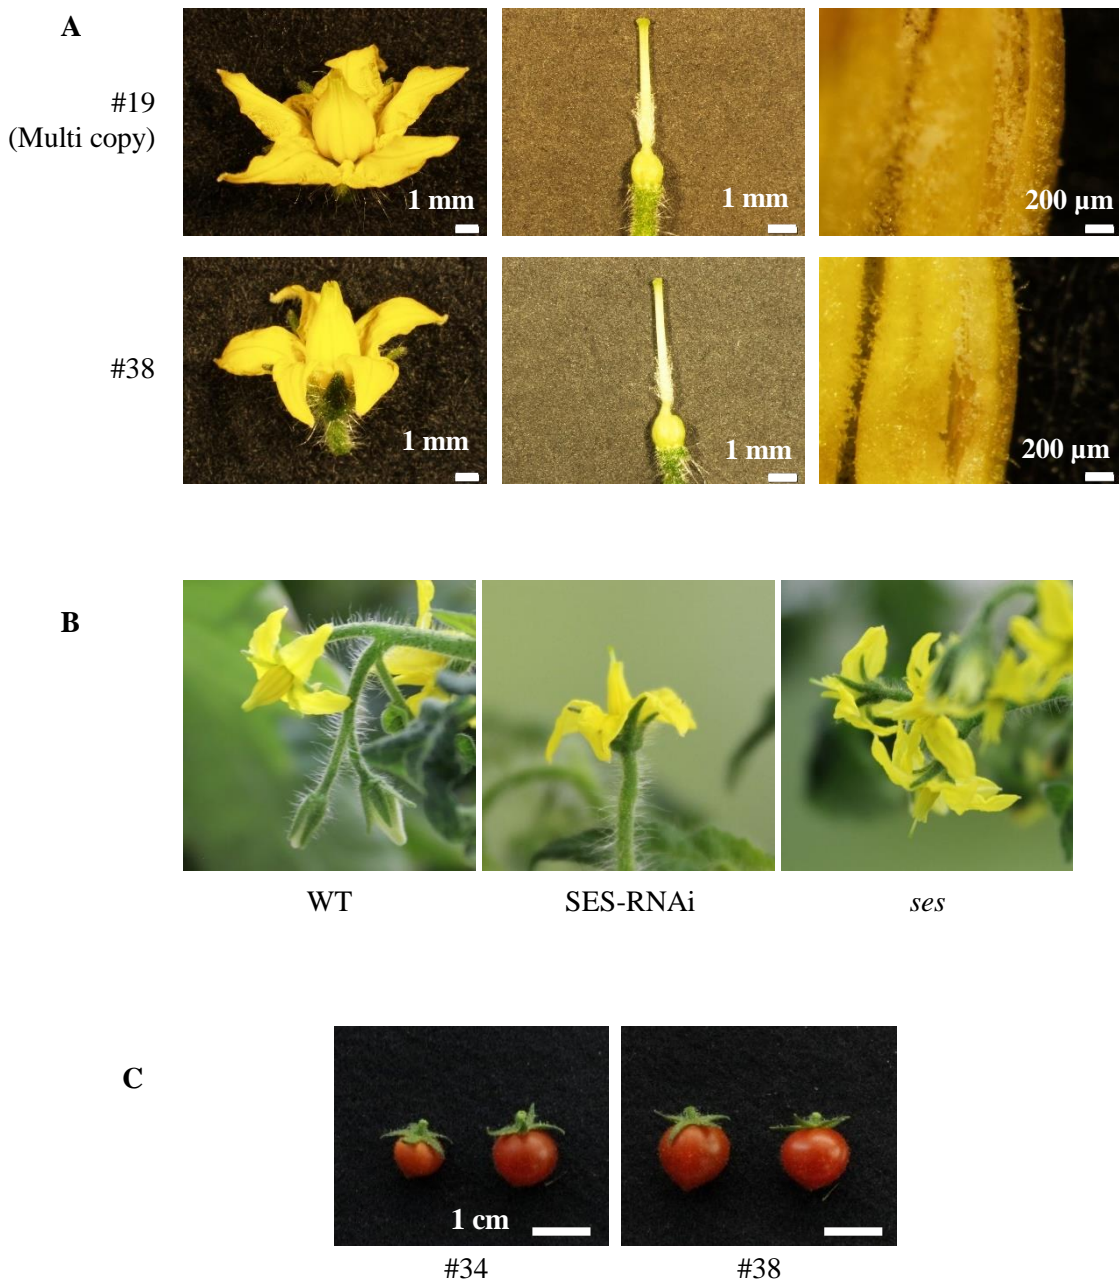 A
#19
(Multi copy)
1 mm
1 mm
200 µm
#38
1 mm
1 mm
200 µm
B
WT
SES-RNAi
ses
C
1 cm
#34
#38